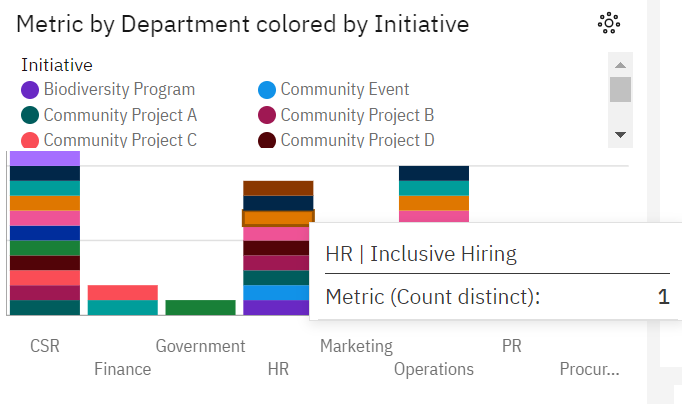 Metric by Department colored by Initiative
Initiative
Biodiversity Program
Community Event
Community Project A
Community Project B
Community Project C
Community Project D
HR | Inclusive Hiring
Metric (Count distinct): 1
CSR
Government
Marketing
PR
Finance
HR
Operations
Procur...